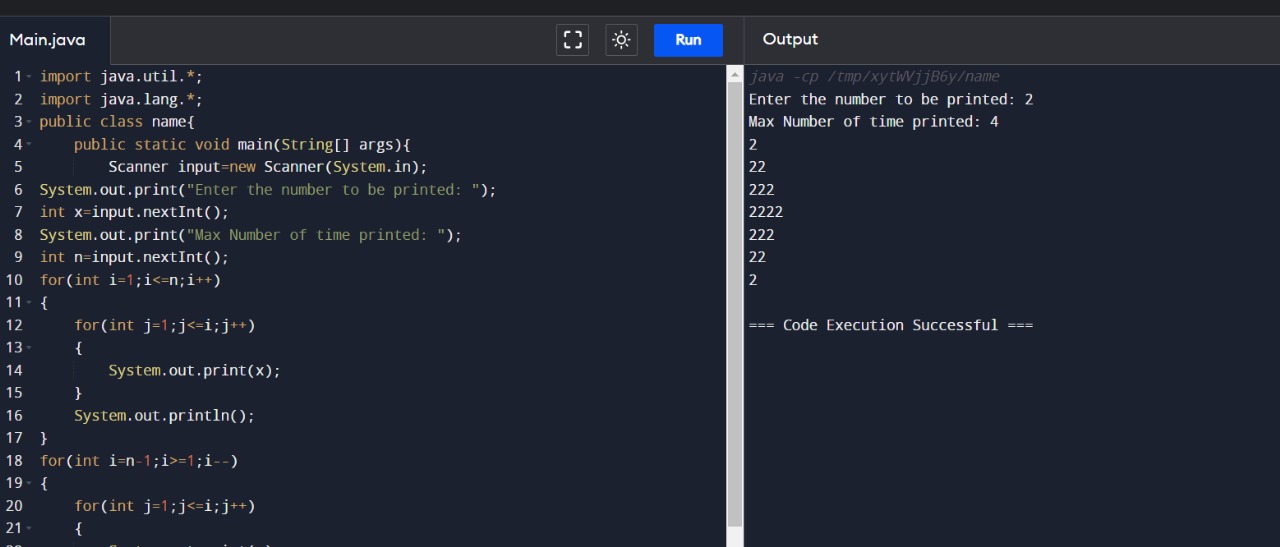 Main.java
Run
Output
1 import java.util.*;
2 import java.lang.*;
3 public class name{
4 public static void main(String[] args){
5 Scanner input=new Scanner(System.in);
6 System.out.print("Enter the number to be printed: ");
7 int x=input.nextInt();
8 System.out.print("Max Number of time printed: ");
9 int n=input.nextInt();
10 for(int i=1;i<=n;i++)
11 {
12 for(int j=1;j<=i;j++)
13 {
14 System.out.print(x);
15 }
16 System.out.println();
17 }
18 for(int i=n-1;i>=1;i--)
19 {
20 for(int j=1;j<=i;j++)
21 {
java -cp /tmp/xytWVjjB6y/name
Enter the number to be printed: 2
Max Number of time printed: 4
2
22
222
2222
222
22
2
=== Code Execution Successful ===